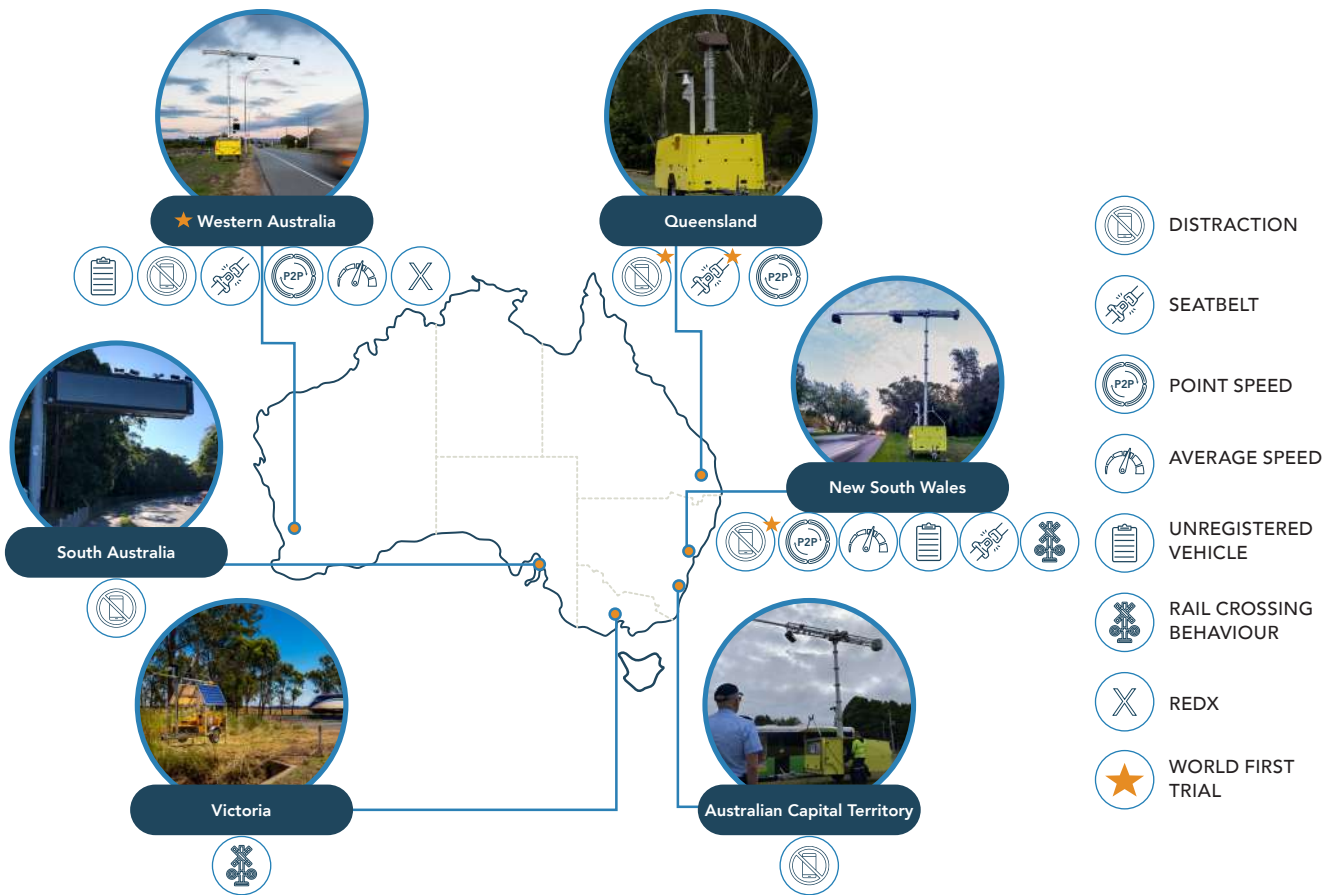 Western Australia
Queensland
P2P
P2P
New South Wales
P2P
South Australia
Victoria
Australian Capital Territory
DISTRACTION
SEATBELT
P2P
POINT SPEED
AVERAGE SPEED
UNREGISTERED
VEHICLE
RAIL CROSSING
BEHAVIOUR
X
REDX
WORLD FIRST
TRIAL